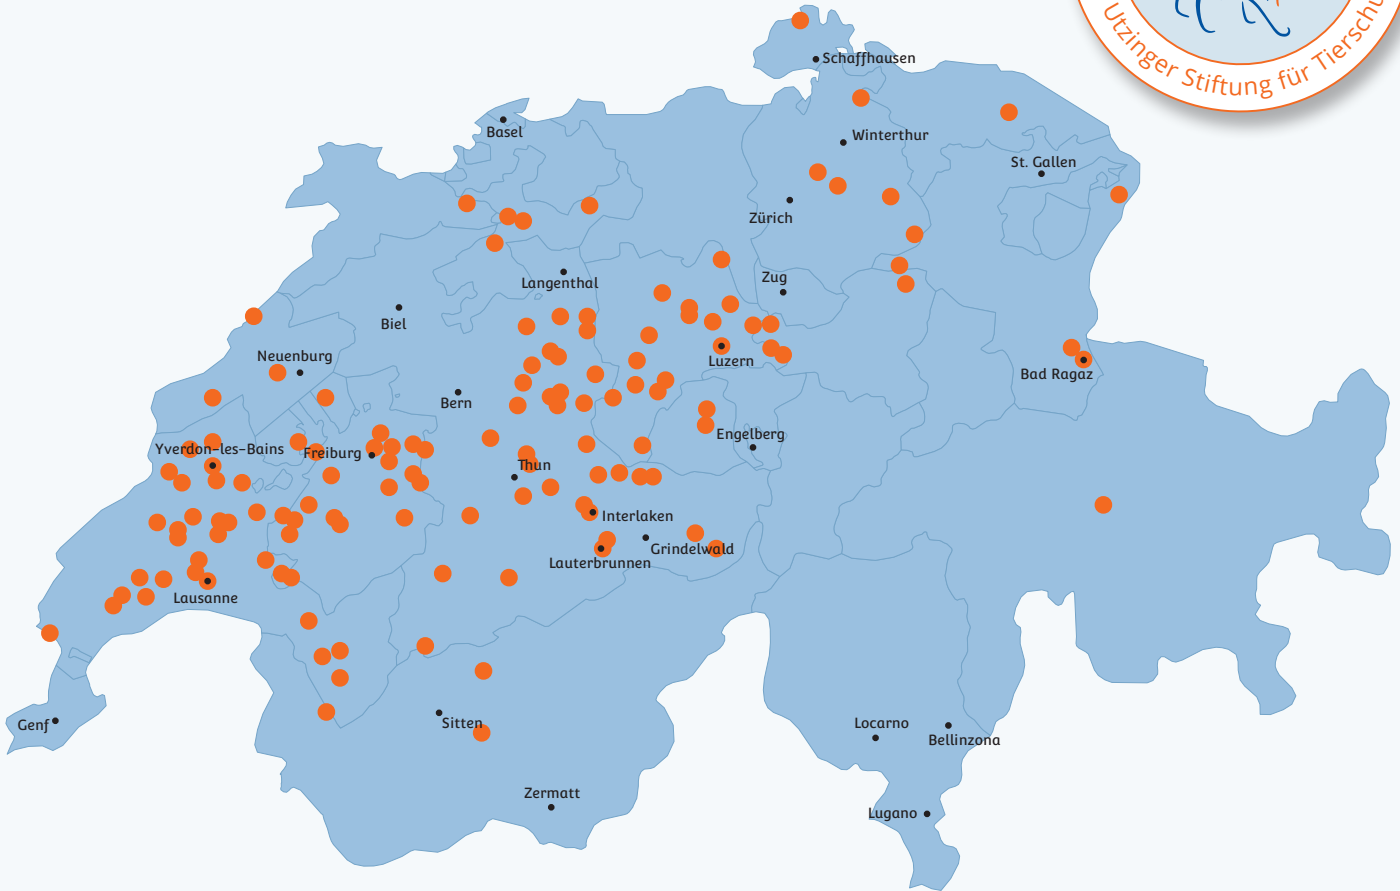 Utzinger Stiftung für Tierschu
Schaffhausen
Basel
Winterthur
St. Gallen
Zürich
Langenthal
Zug
Biel
Neuenburg
Luzern
Bad Ragaz
Bern
Engelberg
Yverdon-les-Bains
Freiburg
Thun
Interlaken
Grindelwald
Lauterbrunnen
Lausanne
Genf
Sitten
Locarno
Bellinzona
Zermatt
Lugano